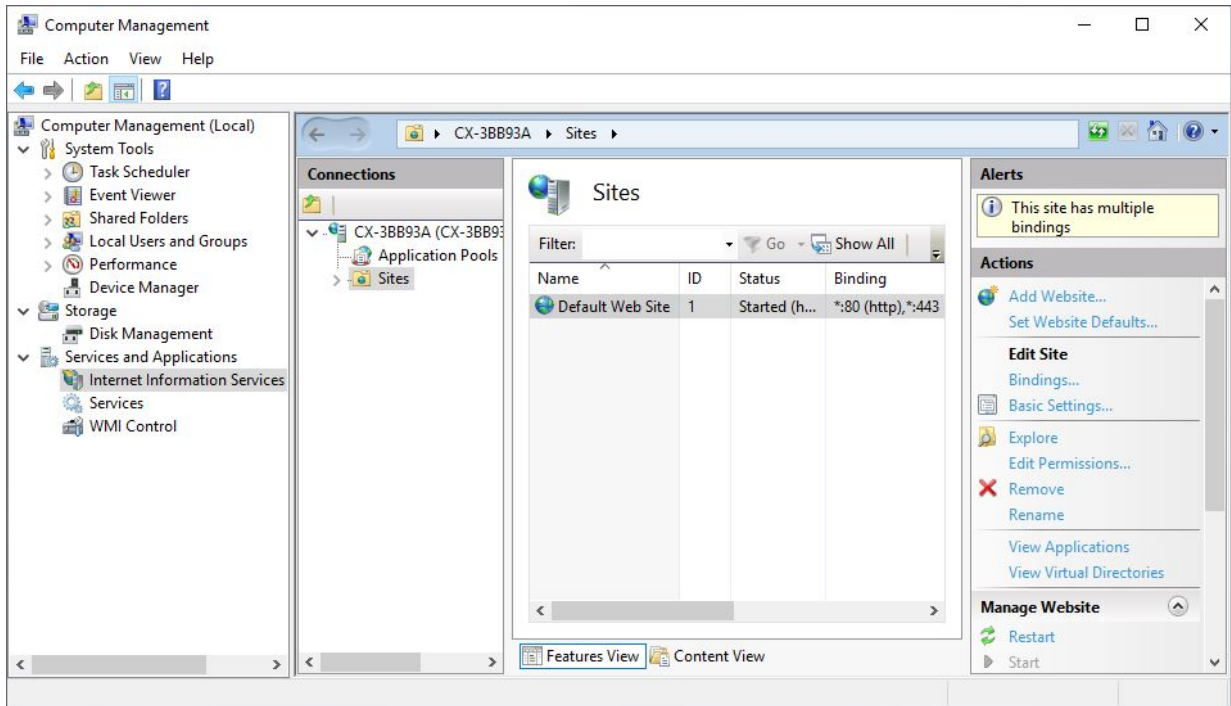 Computer Management
File Action View Help
Computer Management (Local)
System Tools
Task Scheduler
Event Viewer
Shared Folders
Local Users and Groups
Performance
Device Manager
Storage
Disk Management
Services and Applications
Internet Information Services
Services
WMI Control
CX-3BB93A Sites
Connections
CX-3BB93A (CX-3BB93
Application Pools
Sites
Sites
Filter: Go Show All
Name ID Status Binding
Default Web Site 1 Started (h... *:80 (http),*:443
Features View Content View
Alerts
This site has multiple
bindings
Actions
Add Website...
Set Website Defaults...
Edit Site
Bindings...
Basic Settings...
Explore
Edit Permissions...
Remove
Rename
View Applications
View Virtual Directories
Manage Website
Restart
Start